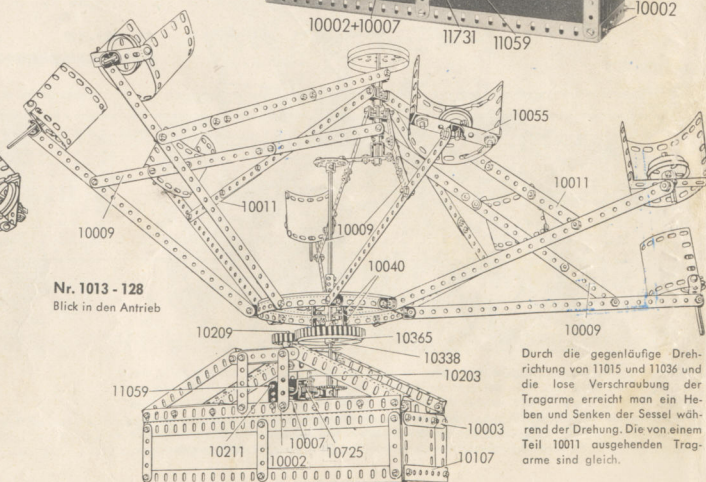 10002
10002+10007
11731
11059
10055
10011
10009
10011
10009
Nr. 1013 - 128
Blick in den Antrieb
10040
10209
10365
10009
10338
10203
11059
10003
10211
10007
10725
10002
10107
Durch die gegenläufige Dreh-
richtung von 11015 und 11036 und
die lose Verschraubung der
Tragarme erreicht man ein He-
ben und Senken der Sessel wäh-
rend der Drehung. Die von einem
Teil 10011 ausgehenden Trag-
arme sind gleich.